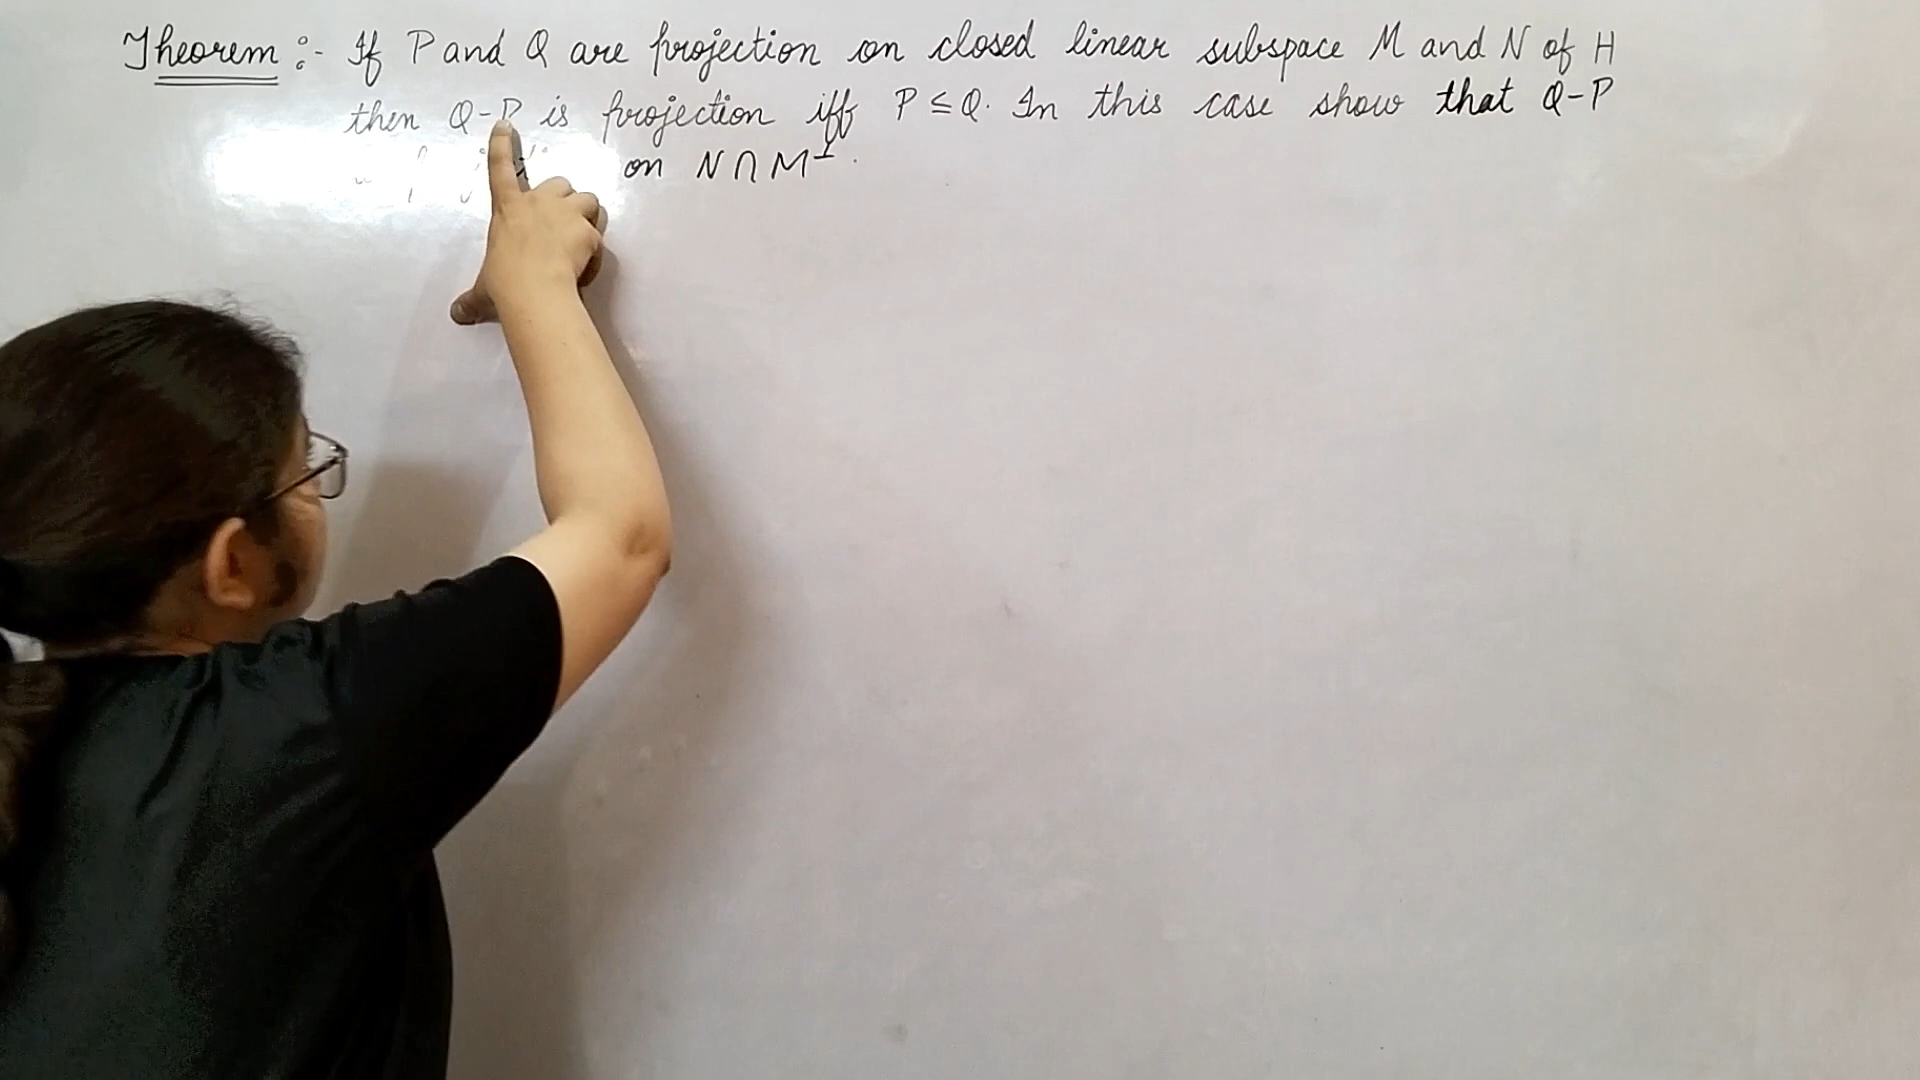 Theorem :- If P and Q are projection on closed linear subspace M and N of H
then Q-P is projection iff P ≤ Q. In this case show that Q-P
on N ∩ M⊥.